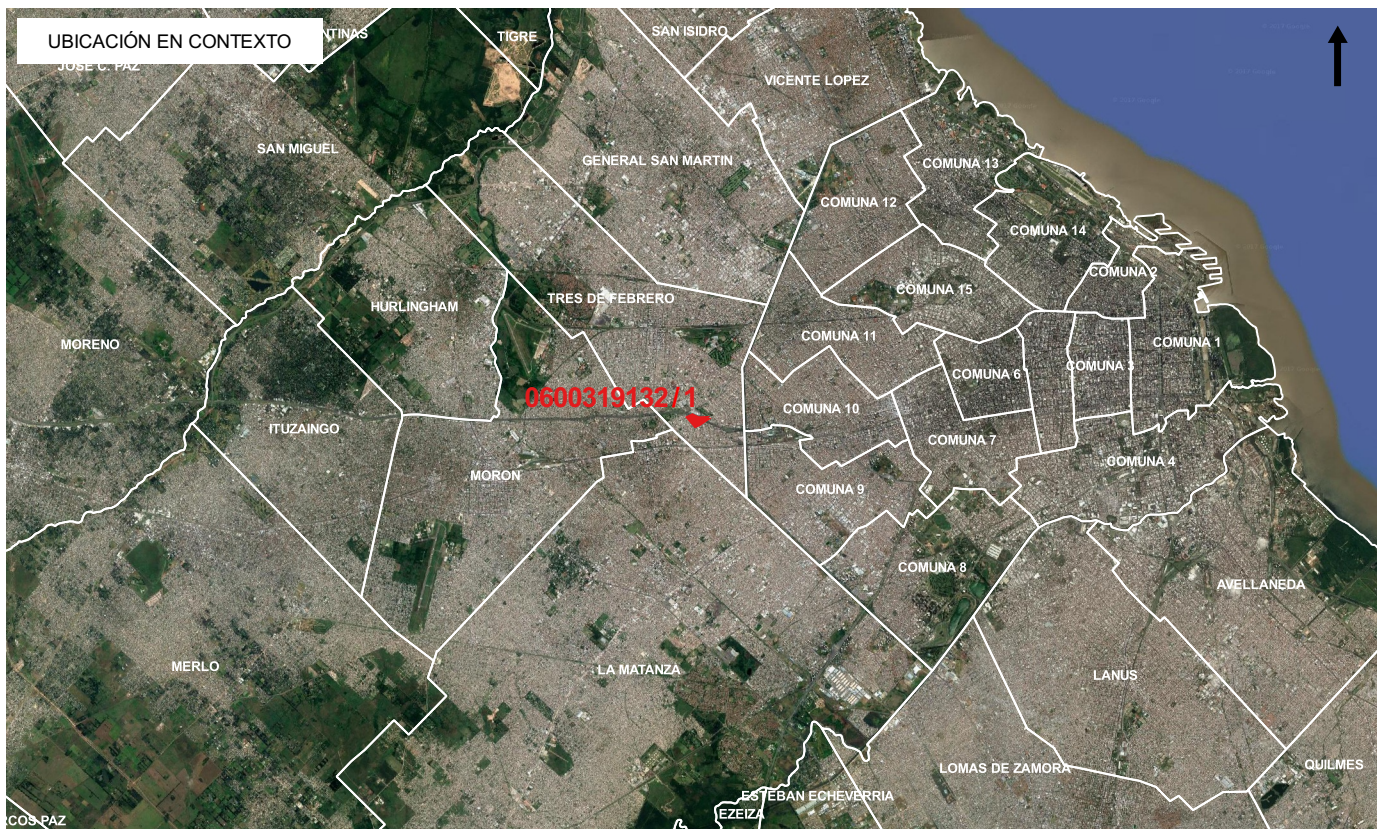 UBICACIÓN EN CONTEXTO
NTINAS
TIGRE
SAN ISIDRO
JOSE C. PAZ
VICENTE LOPEZ
SAN MIGUEL
GENERAL SAN MARTIN
COMUNA 13
COMUNA 12
COMUNA 14
COMUNA 2
COMUNA 15
TRES DE FEBRERO
HURLINGHAM
COMUNA 11
MORENO
COMUNA 1
COMUNA 3
COMUNA 6
0600319132 / 1
COMUNA 10
ITUZAINGO
COMUNA 7
COMUNA 4
MORON
COMUNA 9
COMUNA 8
AVELLANEDA
MERLO
LA MATANZA
LANUS
LOMAS DE ZAMORA
QUILMES
ESTEBAN ECHEVERRIA
EZEIZA
RCOS PAZ